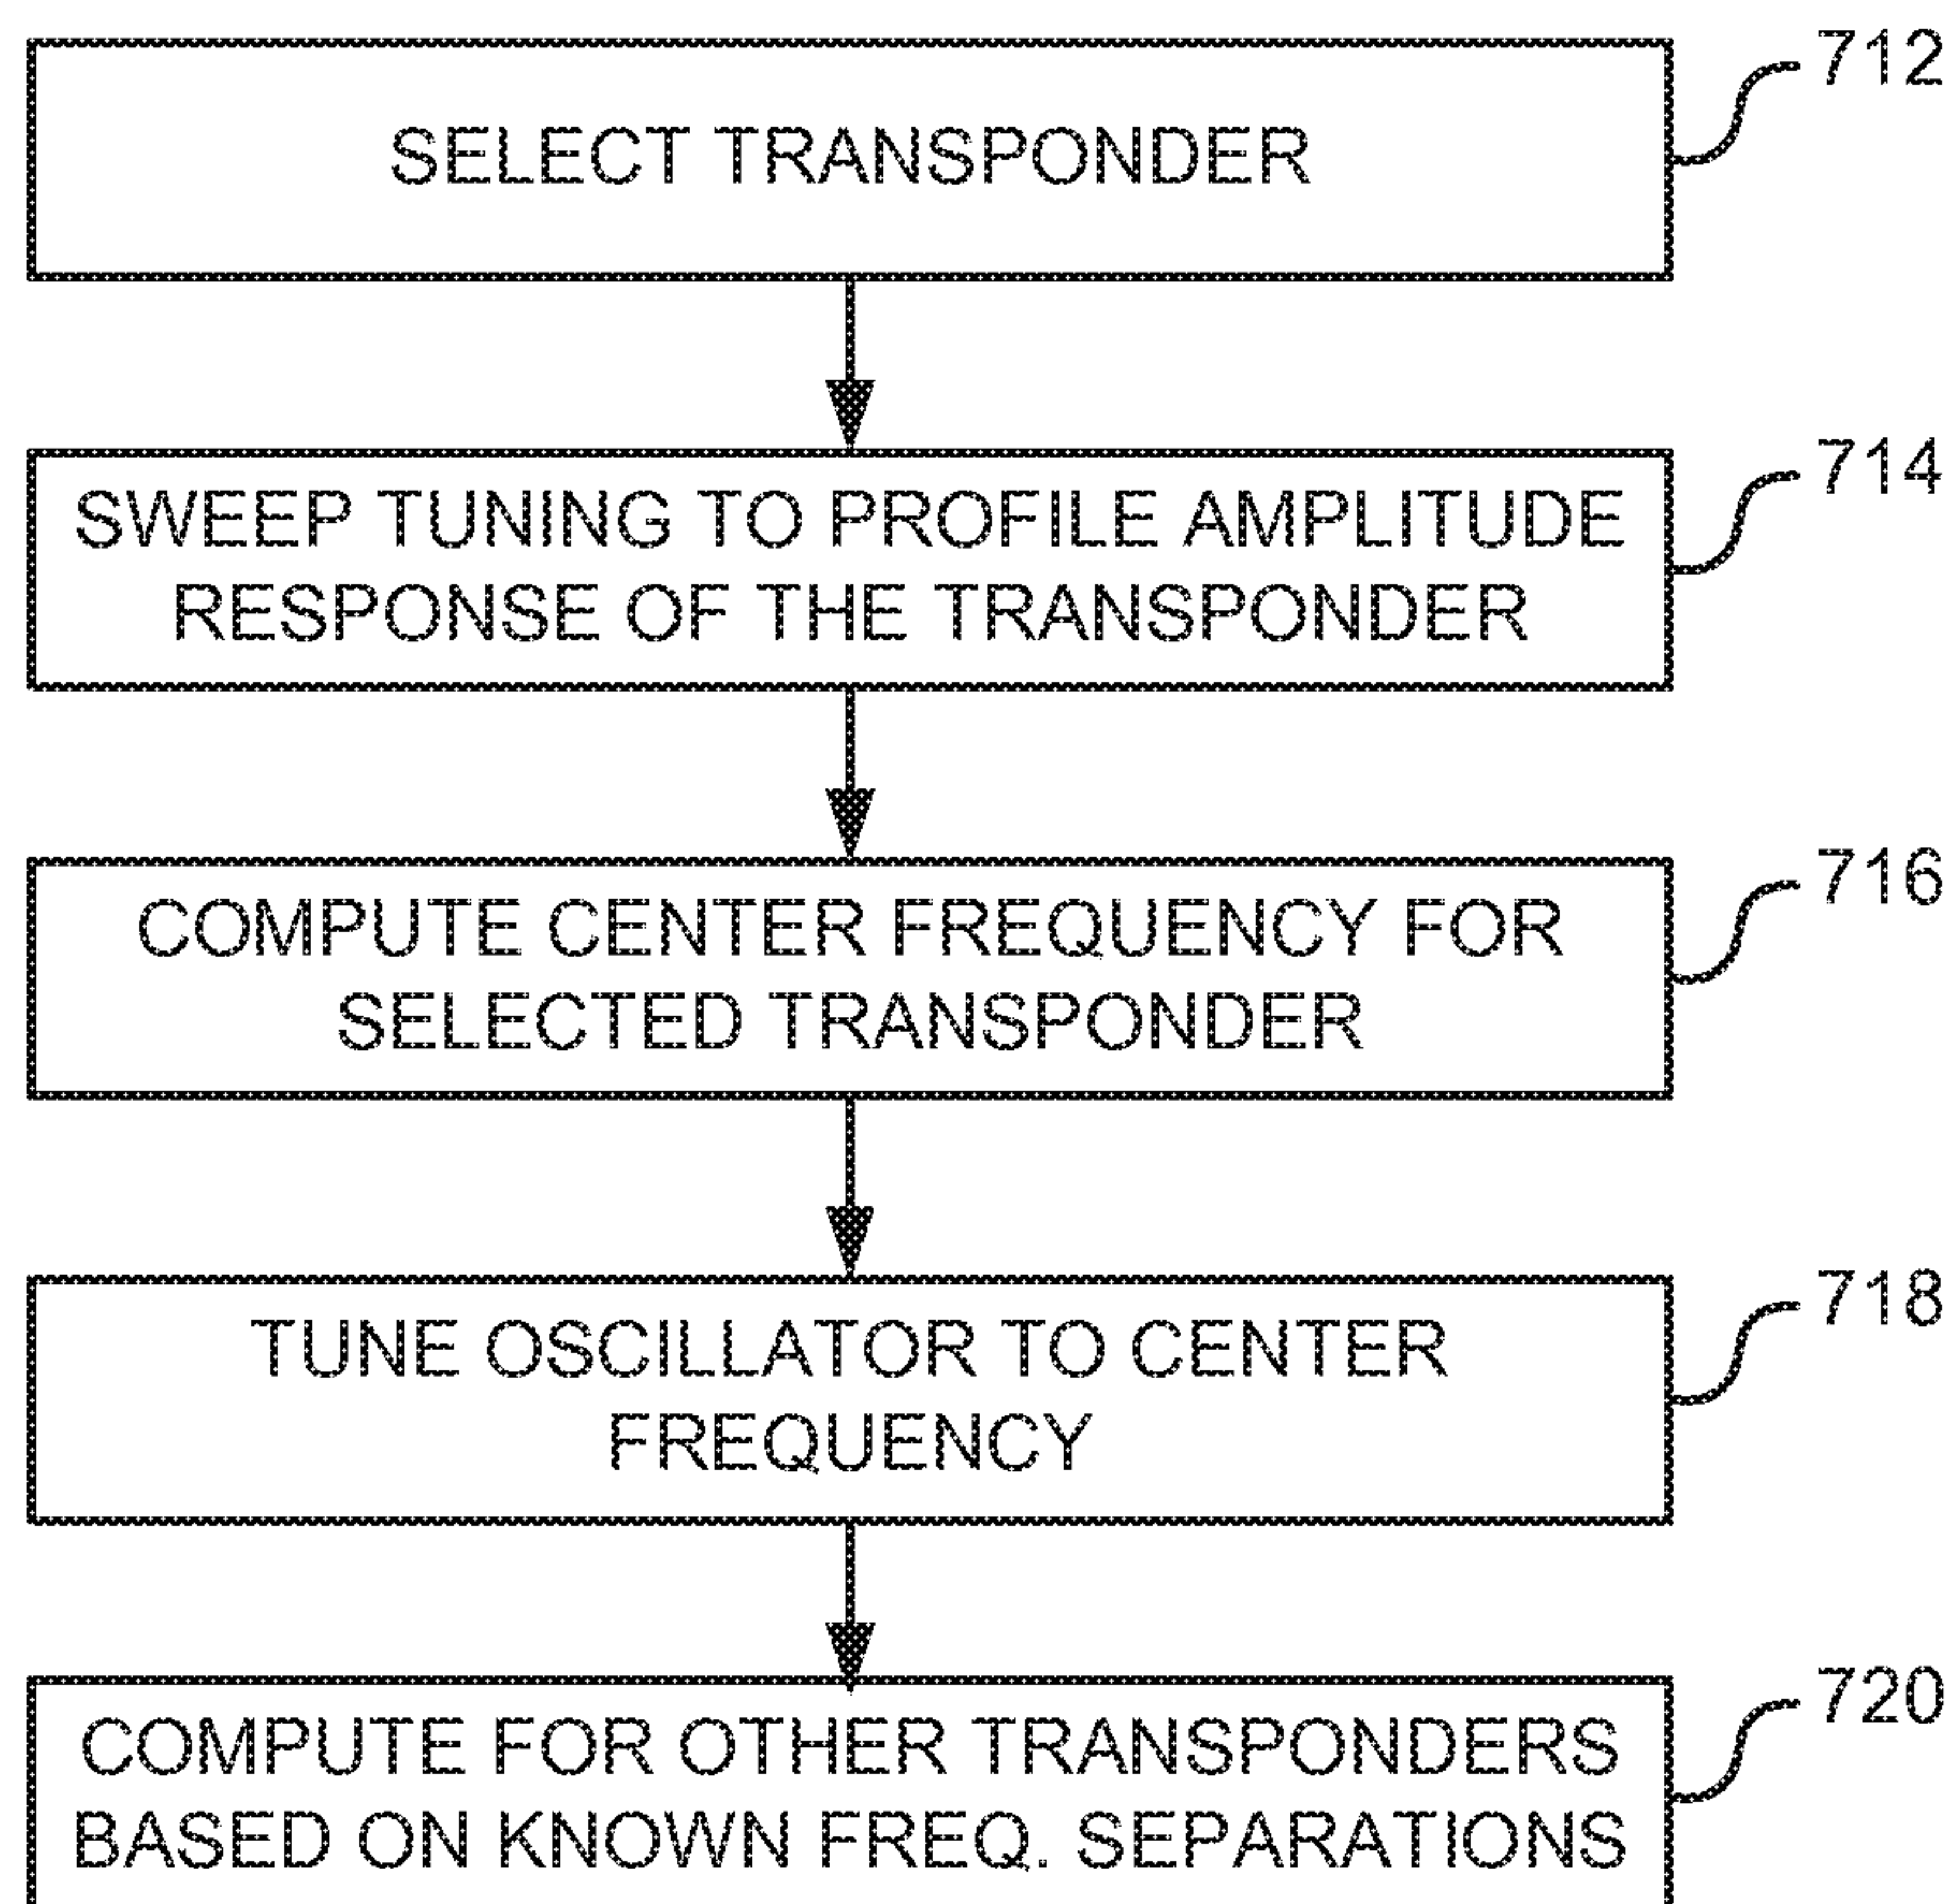 712
SELECT TRANSPONDER
714
SWEEP TUNING TO PROFILE AMPLITUDE
RESPONSE OF THE TRANSPONDER
716
COMPUTE CENTER FREQUENCY FOR
SELECTED TRANSPONDER
718
TUNE OSCILLATOR TO CENTER
FREQUENCY
720
COMPUTE FOR OTHER TRANSPONDERS
BASED ON KNOWN FREQ. SEPARATIONS